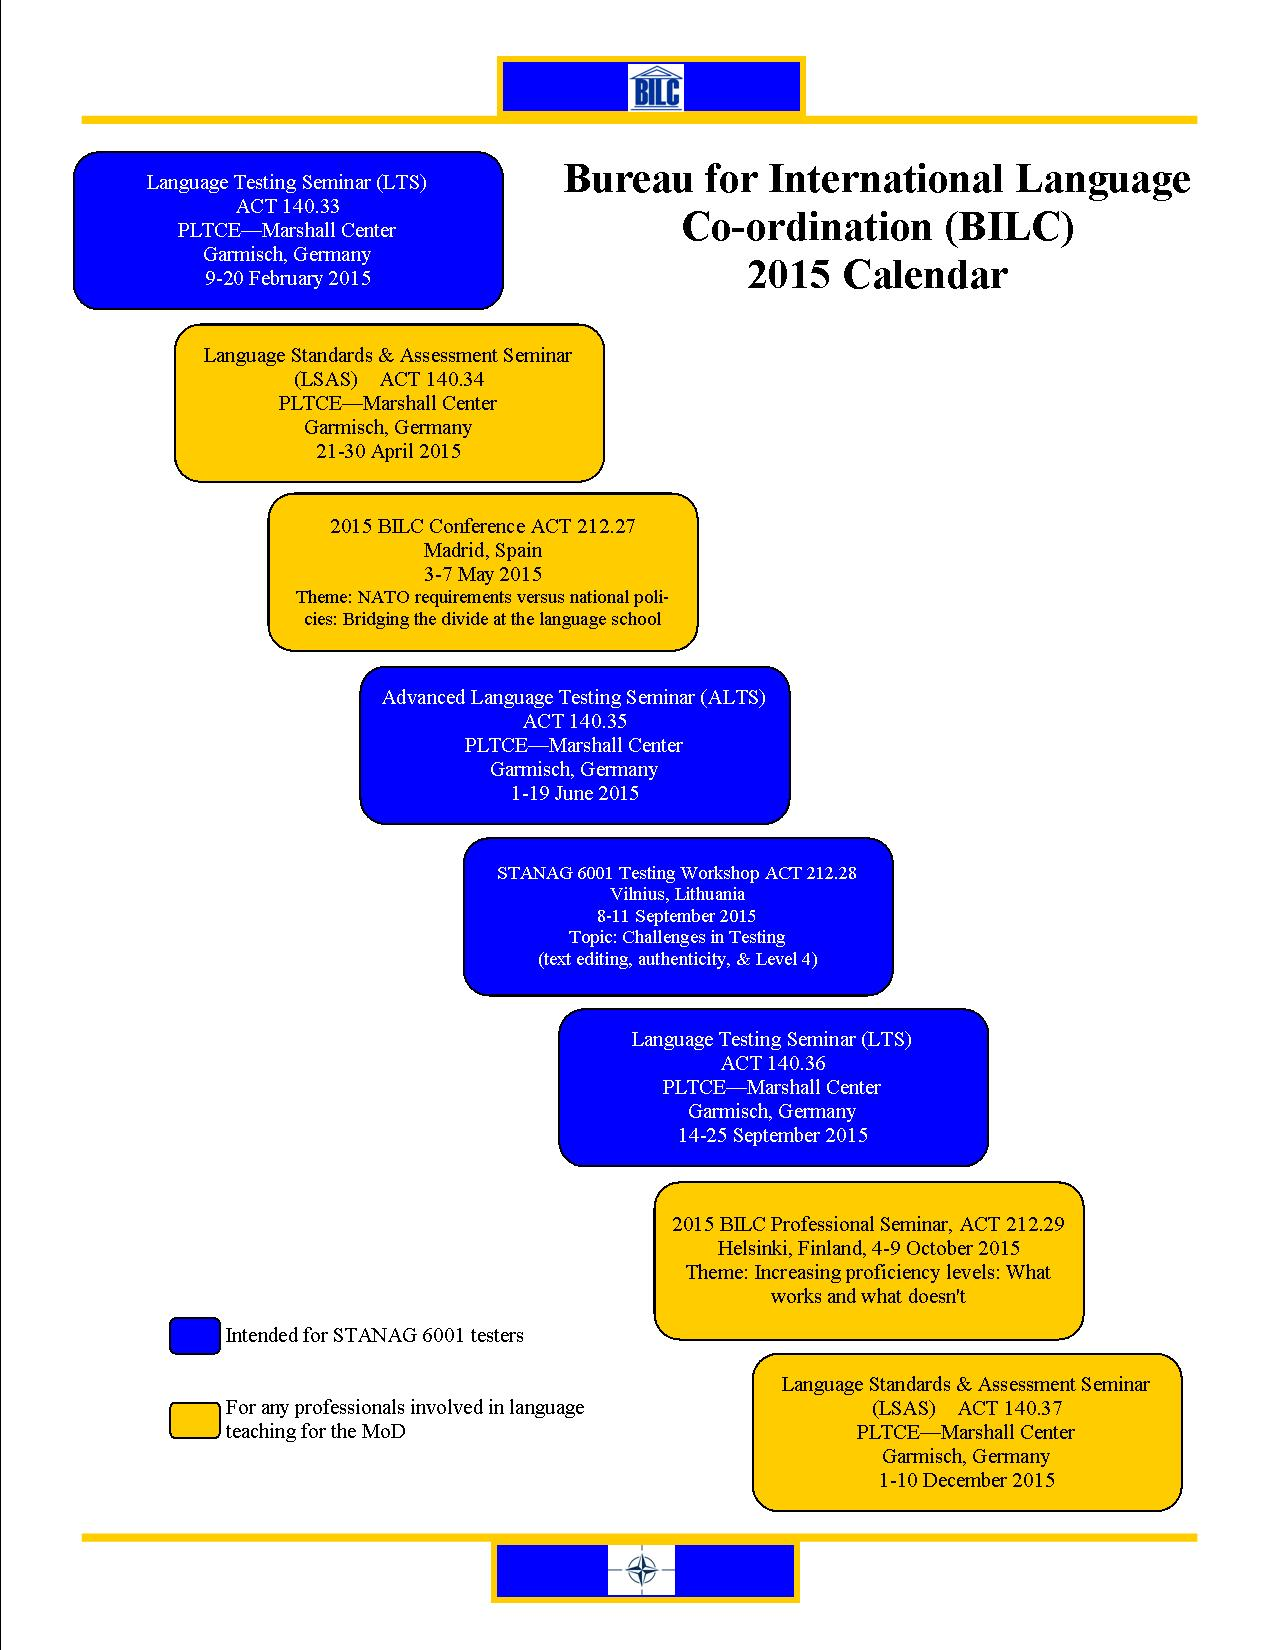 BILC
Bureau for International Language
Co-ordination (BILC)
2015 Calendar
Language Testing Seminar (LTS)
ACT 140.33
PLTCE—Marshall Center
Garmisch, Germany
9-20 February 2015
Language Standards & Assessment Seminar
(LSAS) ACT 140.34
PLTCE—Marshall Center
Garmisch, Germany
21-30 April 2015
2015 BILC Conference ACT 212.27
Madrid, Spain
3-7 May 2015
Theme: NATO requirements versus national poli-
cies: Bridging the divide at the language school
Advanced Language Testing Seminar (ALTS)
ACT 140.35
PLTCE—Marshall Center
Garmisch, Germany
1-19 June 2015
STANAG 6001 Testing Workshop ACT 212.28
Vilnius, Lithuania
8-11 September 2015
Topic: Challenges in Testing
(text editing, authenticity, & Level 4)
Language Testing Seminar (LTS)
ACT 140.36
PLTCE—Marshall Center
Garmisch, Germany
14-25 September 2015
2015 BILC Professional Seminar, ACT 212.29
Helsinki, Finland, 4-9 October 2015
Theme: Increasing proficiency levels: What
works and what doesn't
Language Standards & Assessment Seminar
(LSAS) ACT 140.37
PLTCE—Marshall Center
Garmisch, Germany
1-10 December 2015
Intended for STANAG 6001 testers
For any professionals involved in language
teaching for the MoD